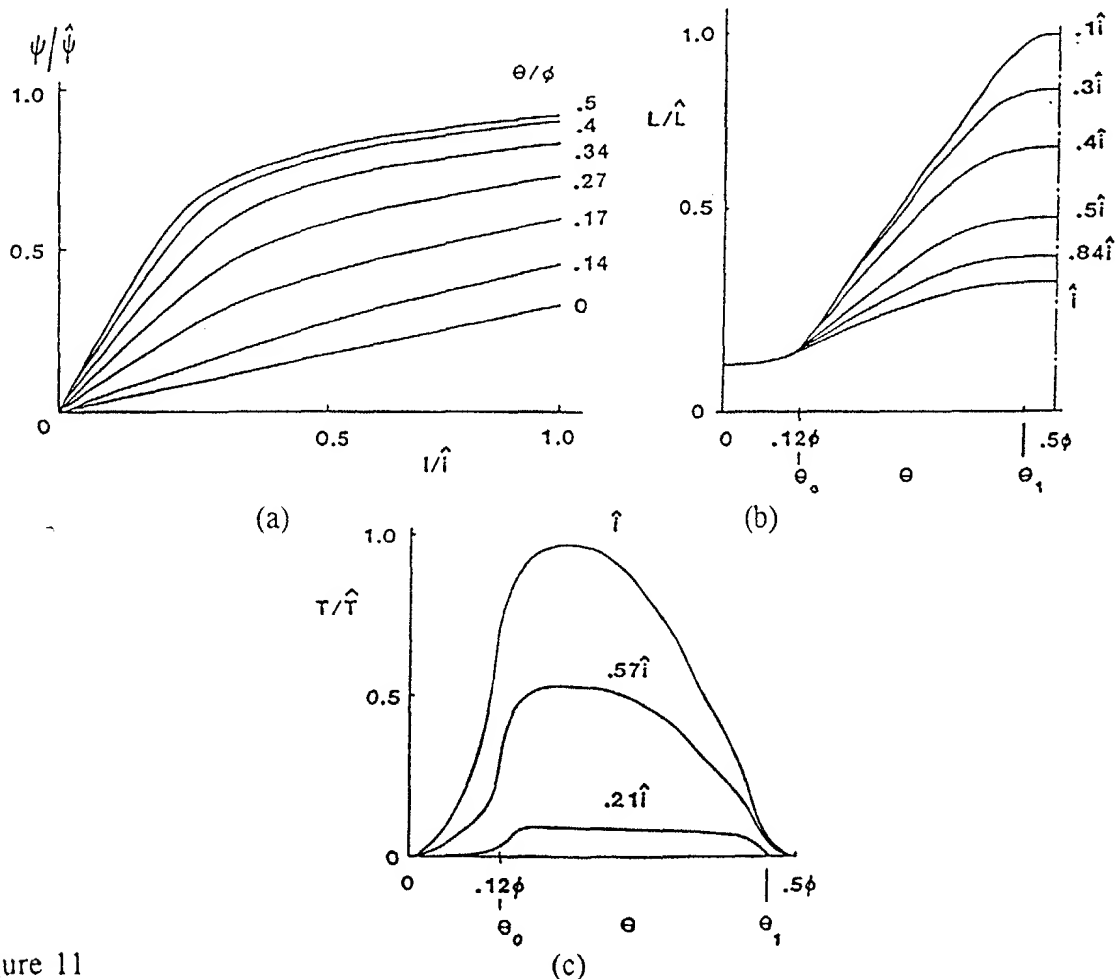 ψ/ψ̂
1.0
0.5
0
0.5
1.0
I/î
θ/φ
.5
.4
.34
.27
.17
.14
0
(a)
1.0
L/L̂
0.5
0
0
.12φ
.5φ
θ₀
θ
θ₁
.1î
.3î
.4î
.5î
.84î
î
(b)
1.0
T/T̂
0.5
0
0
.12φ
.5φ
θ₀
θ
θ₁
î
.57î
.21î
ure 11
(c)